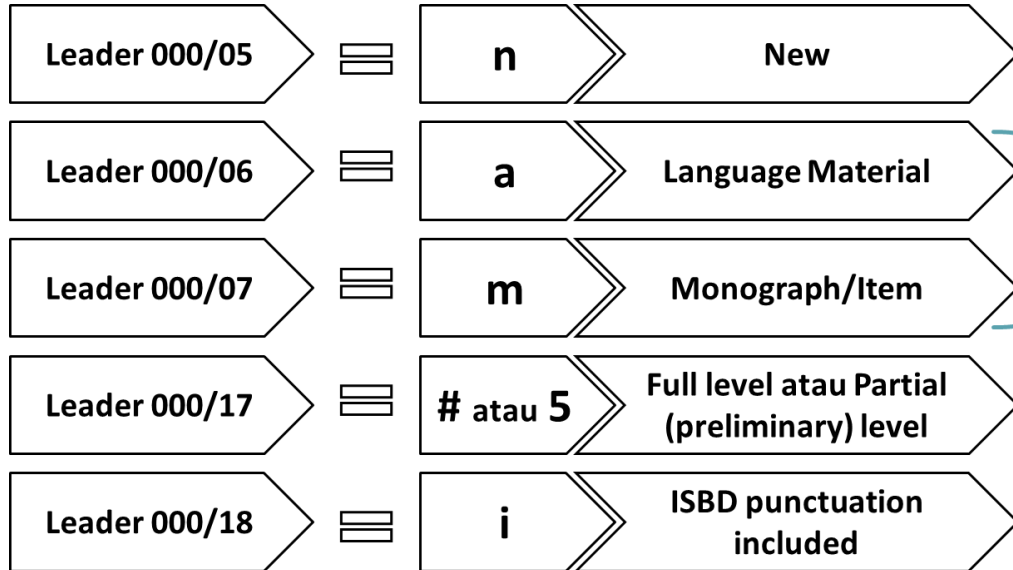 Leader 000/05 n New
Leader 000/06 a Language Material
Leader 000/07 m Monograph/Item
Leader 000/17 # atau 5 Full level atau Partial
(preliminary) level
Leader 000/18 i ISBD punctuation
included